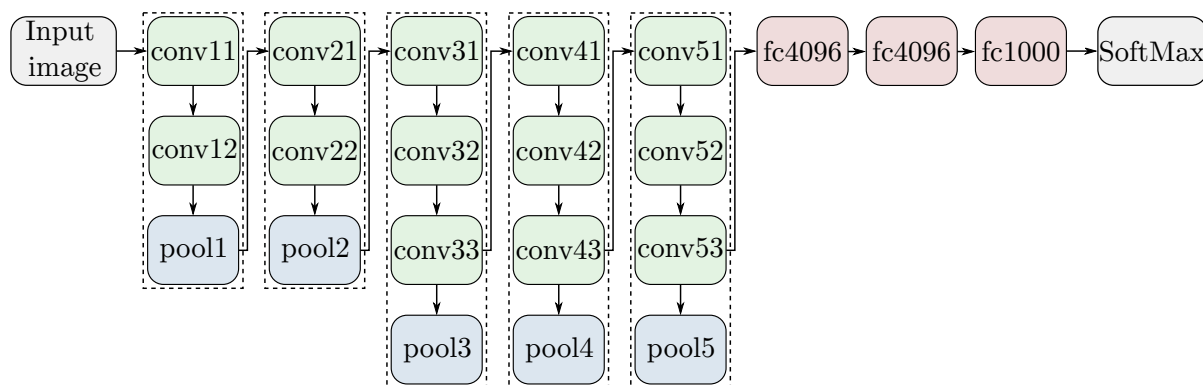 Input
image
conv11
conv12
pool1
conv21
conv22
pool2
conv31
conv32
conv33
pool3
conv41
conv42
conv43
pool4
conv51
conv52
conv53
pool5
fc4096
fc4096
fc1000
SoftMax